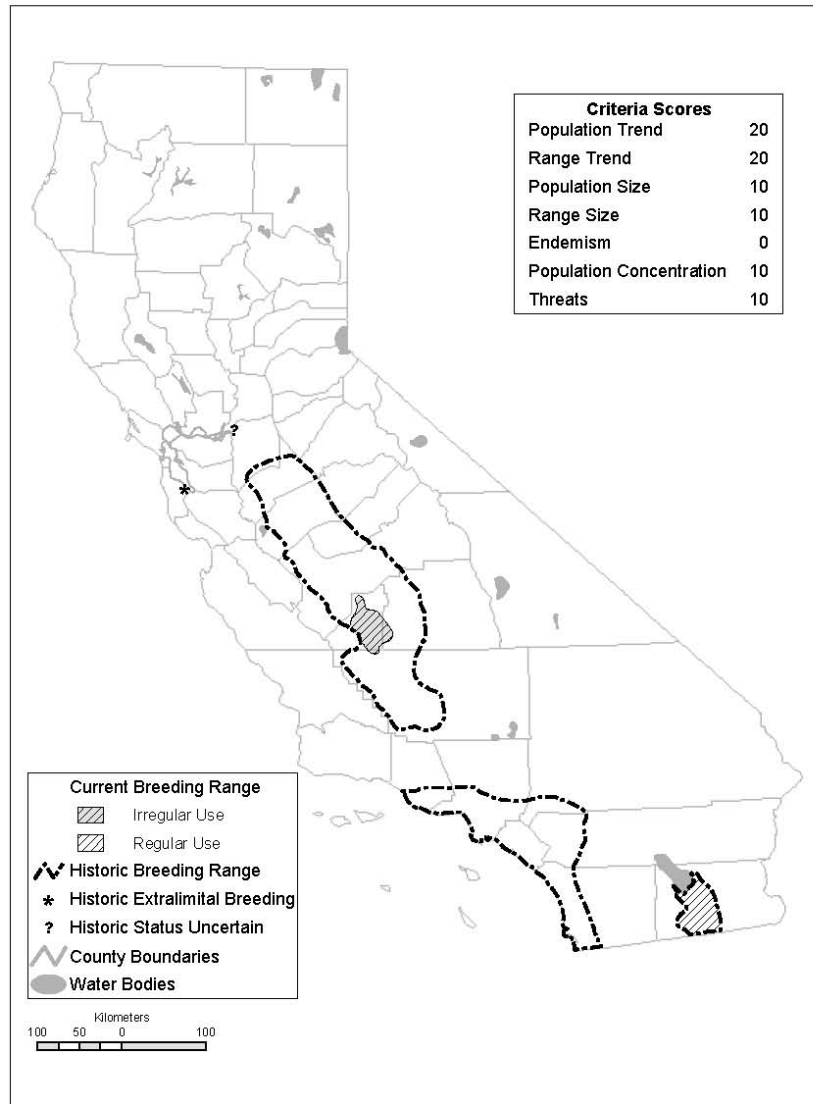 Criteria Scores
Population Trend 20
Range Trend 20
Population Size 10
Range Size 10
Endemism 0
Population Concentration 10
Threats 10
?
*
Current Breeding Range
Irregular Use
Regular Use
Historic Breeding Range
* Historic Extralimital Breeding
? Historic Status Uncertain
County Boundaries
Water Bodies
Kilometers
100 50 0 100